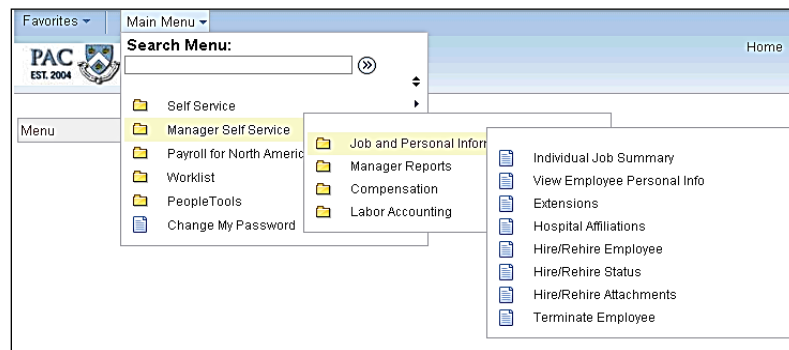 Favorites
Main Menu
Search Menu:
Home
PAC
EST. 2004
Menu
Self Service
Manager Self Service
Payroll for North Americ
Worklist
PeopleTools
Change My Password
Job and Personal Infor
Manager Reports
Compensation
Labor Accounting
Individual Job Summary
View Employee Personal Info
Extensions
Hospital Affiliations
Hire/Rehire Employee
Hire/Rehire Status
Hire/Rehire Attachments
Terminate Employee